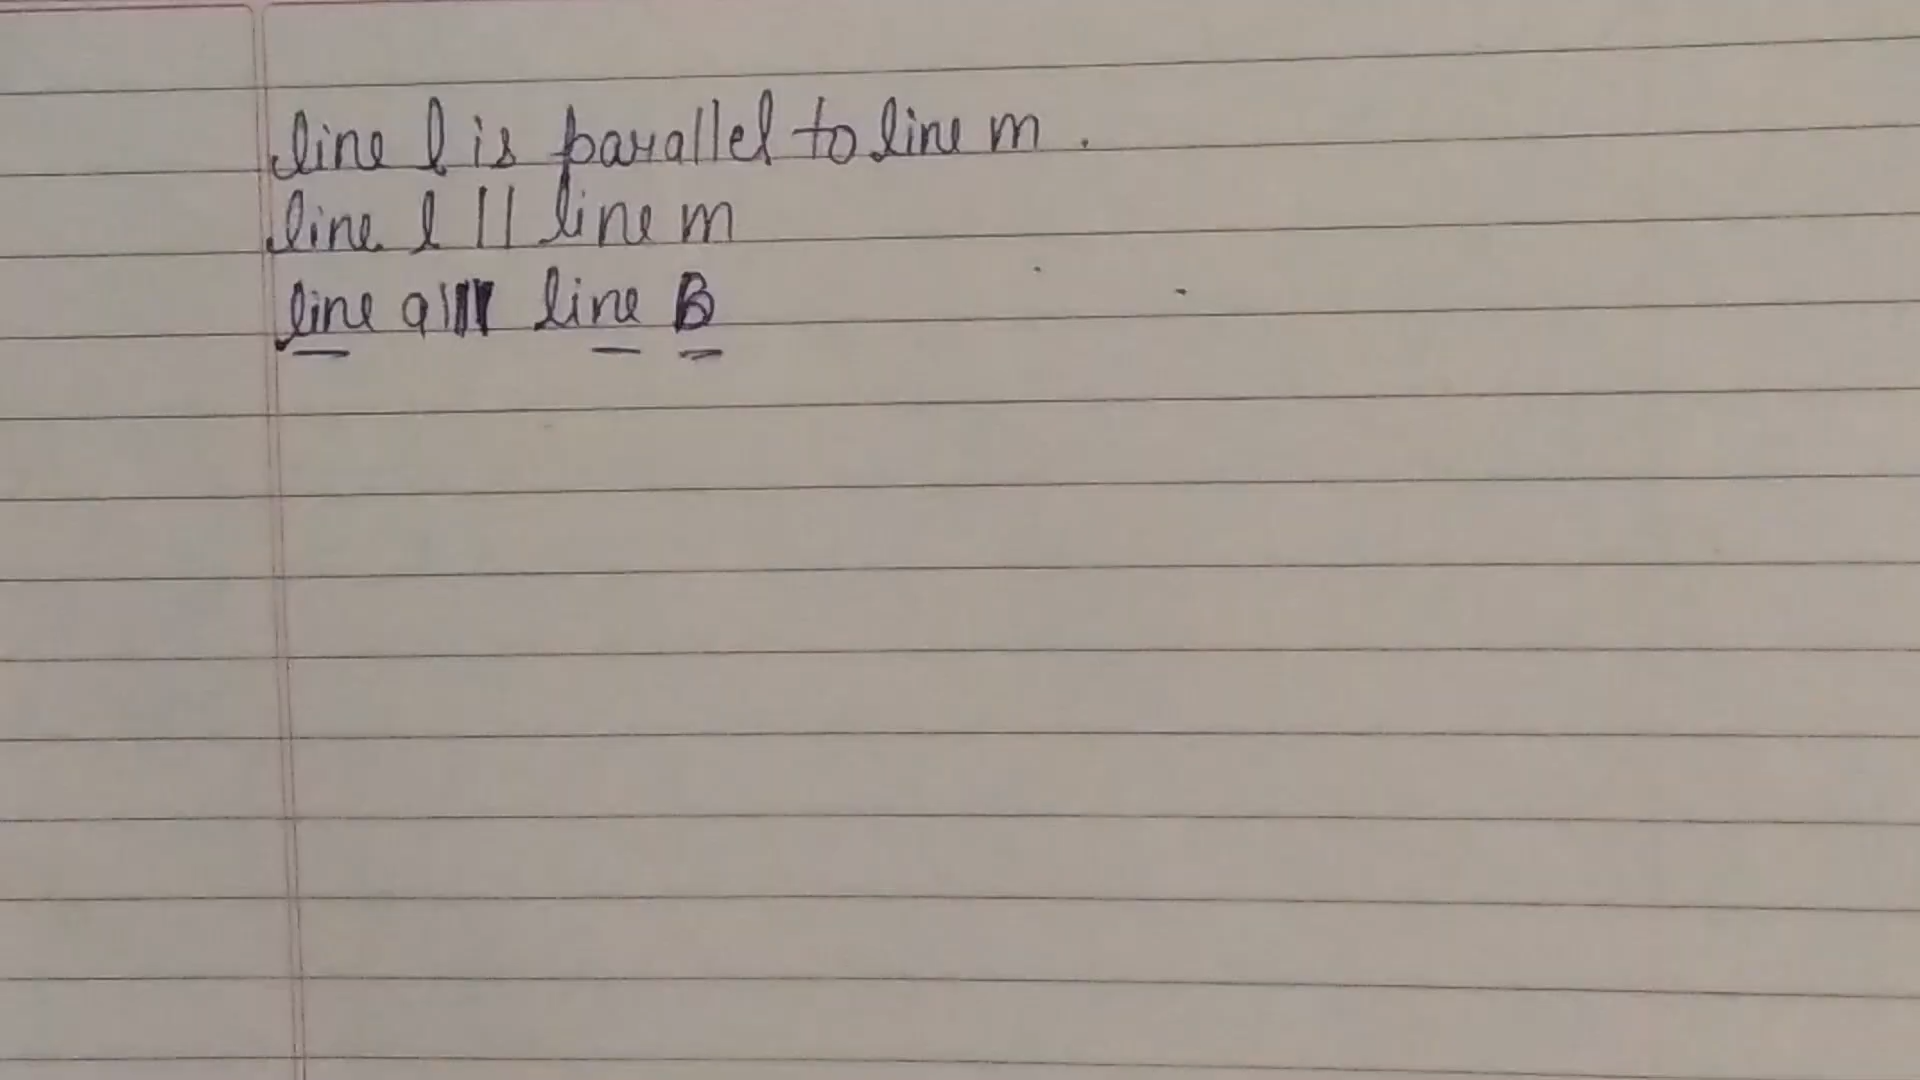 line l is parallel to line m.
line l || line m
line a || line B